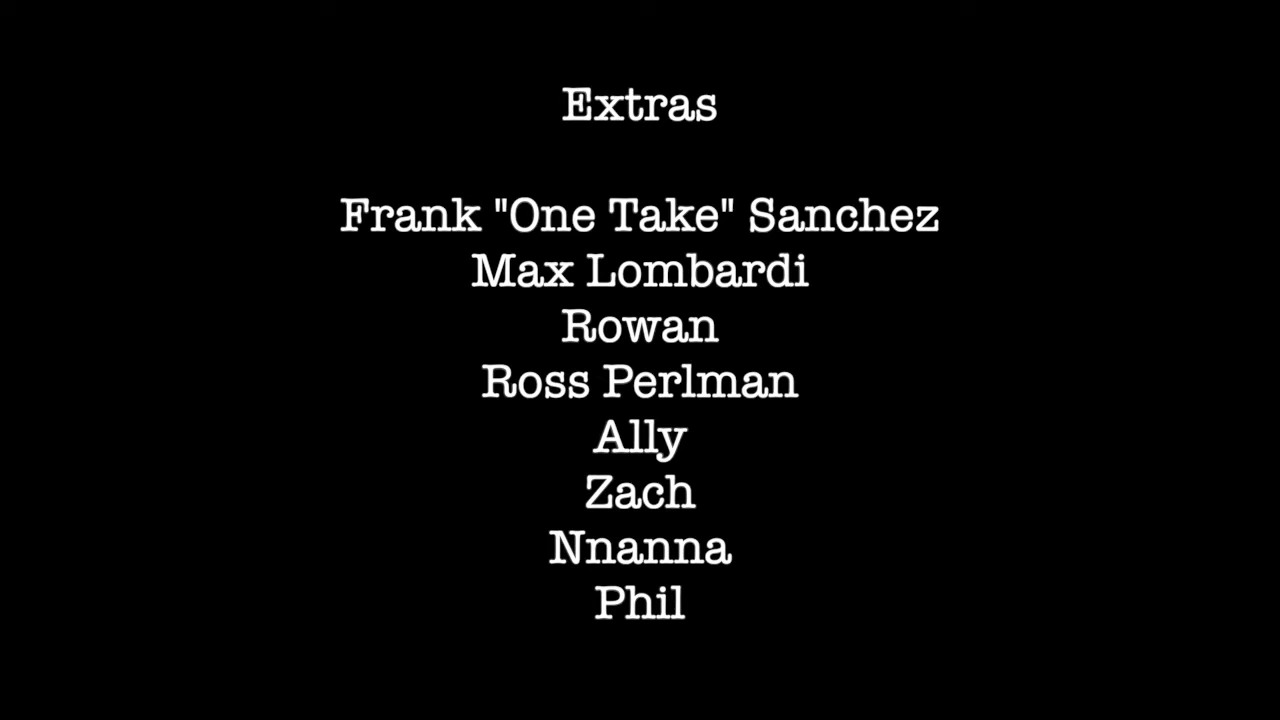 Extras
Frank "One Take" Sanchez
Max Lombardi
Rowan
Ross Perlman
Ally
Zach
Nnanna
Phil